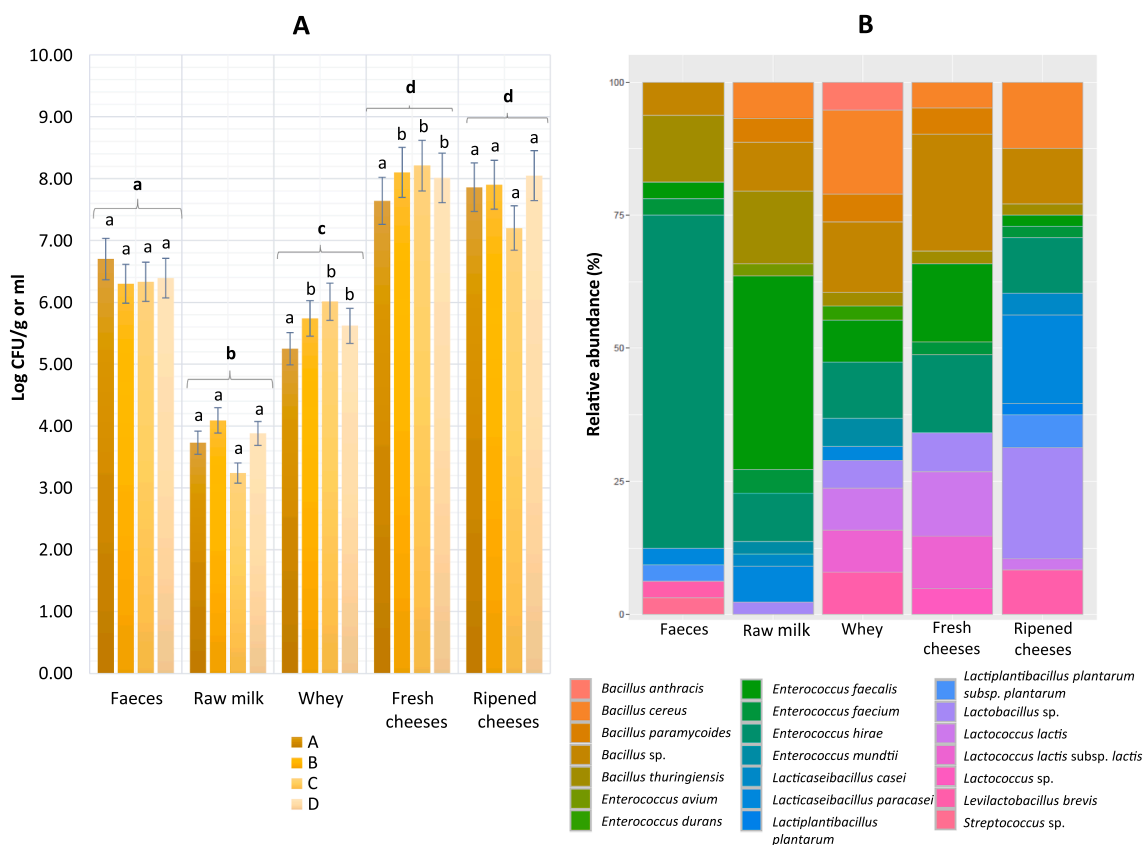 A
Log CFU/g or ml
10.00
9.00
8.00
7.00
6.00
5.00
4.00
3.00
2.00
1.00
0.00
a
b
c
d
d
a
a
a
a
a
a
a
a
a
b
b
b
a
b
b
b
a
a
a
a
Faeces
Raw milk
Whey
Fresh
cheeses
Ripened
cheeses
A
B
C
D
B
Relative abundance (%)
100
75
50
25
0
Faeces
Raw milk
Whey
Fresh
cheeses
Ripened
cheeses
Bacillus anthracis
Bacillus cereus
Bacillus paramycoides
Bacillus sp.
Bacillus thuringiensis
Enterococcus avium
Enterococcus durans
Enterococcus faecalis
Enterococcus faecium
Enterococcus hirae
Enterococcus mundtii
Lacticaseibacillus casei
Lacticaseibacillus paracasei
Lactiplantibacillus
plantarum
Lactiplantibacillus plantarum
subsp. plantarum
Lactobacillus sp.
Lactococcus lactis
Lactococcus lactis subsp. lactis
Lactococcus sp.
Levilactobacillus brevis
Streptococcus sp.